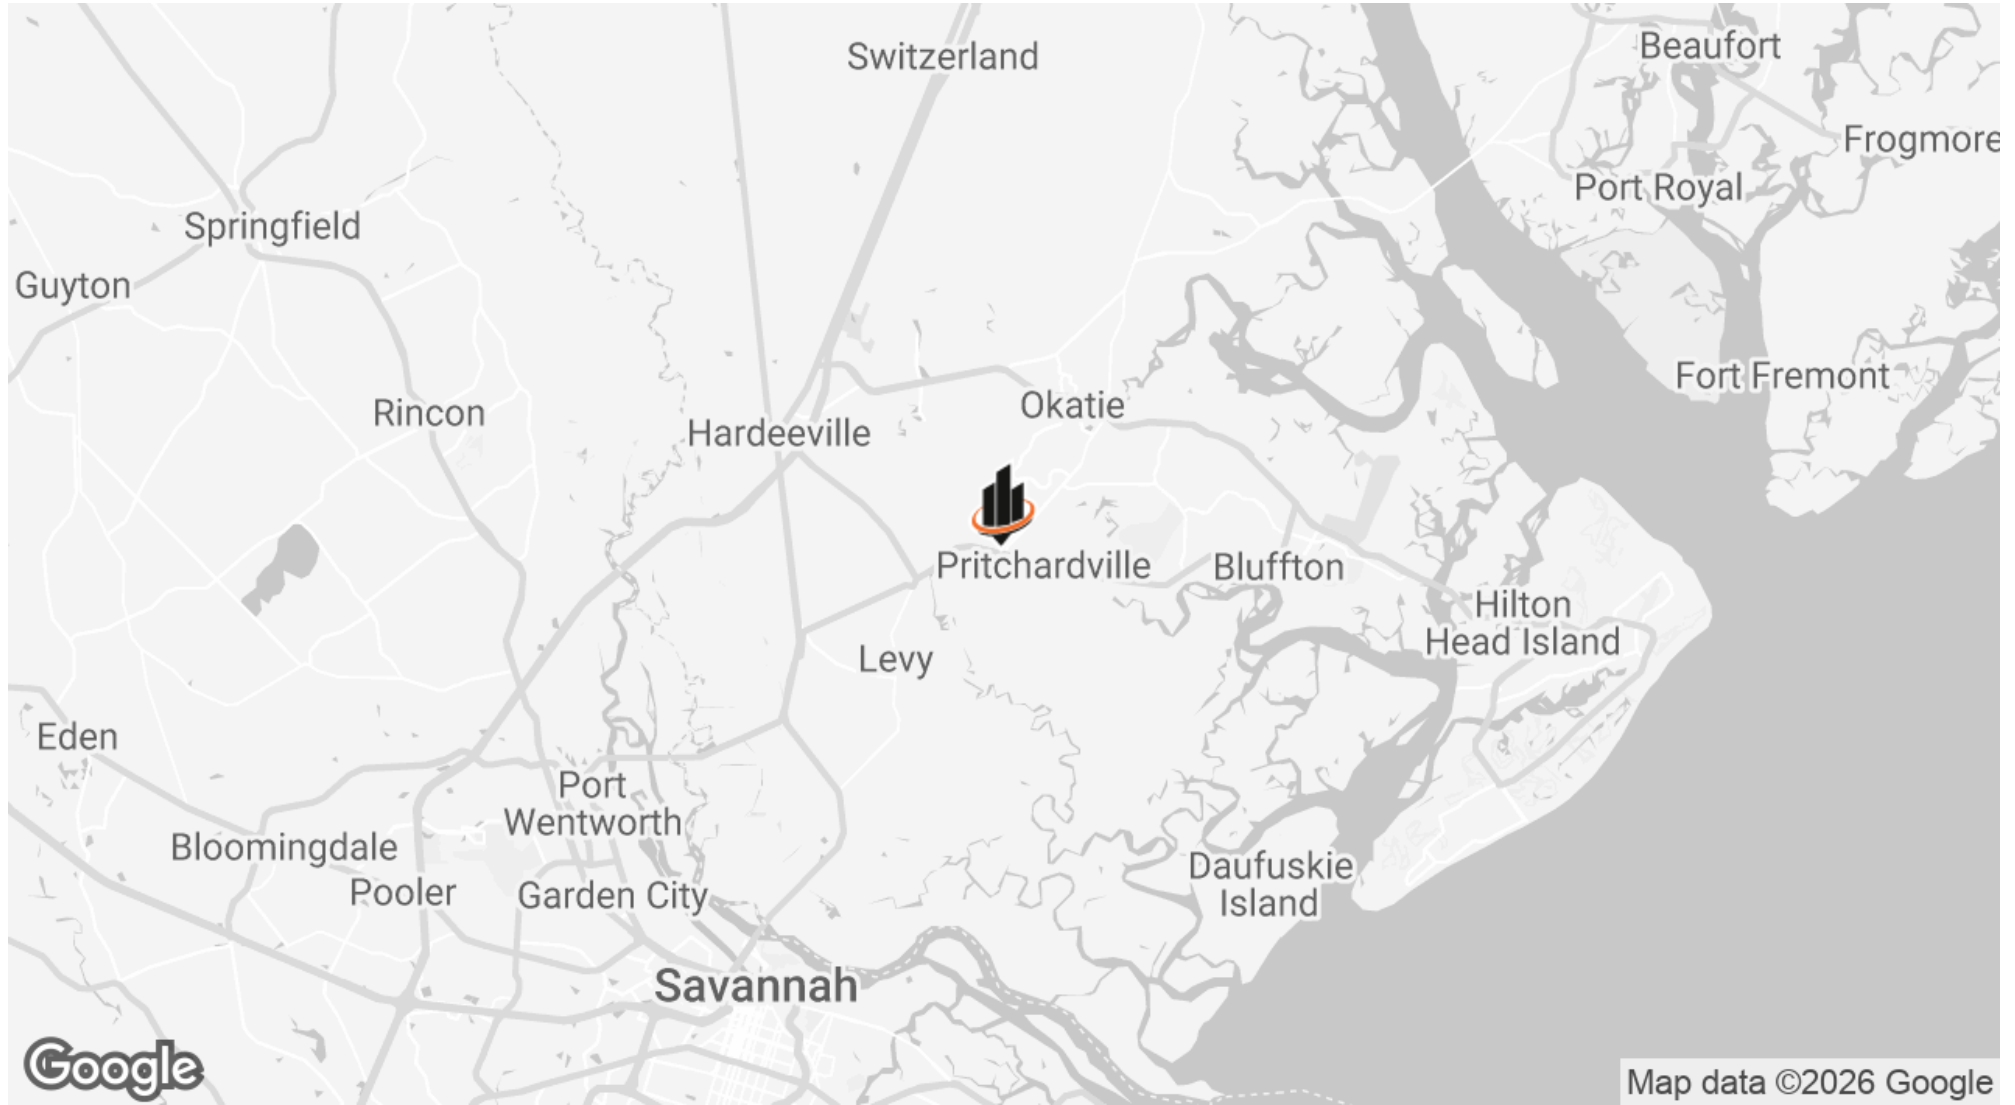 Switzerland
Beaufort
Frogmore
Port Royal
Springfield
Guyton
Fort Fremont
Okatie
Rincon
Hardeeville
Pritchardville
Bluffton
Hilton
Head Island
Levy
Eden
Port
Wentworth
Bloomingdale
Pooler
Garden City
Daufuskie
Island
Savannah
Google
Map data ©2026 Google